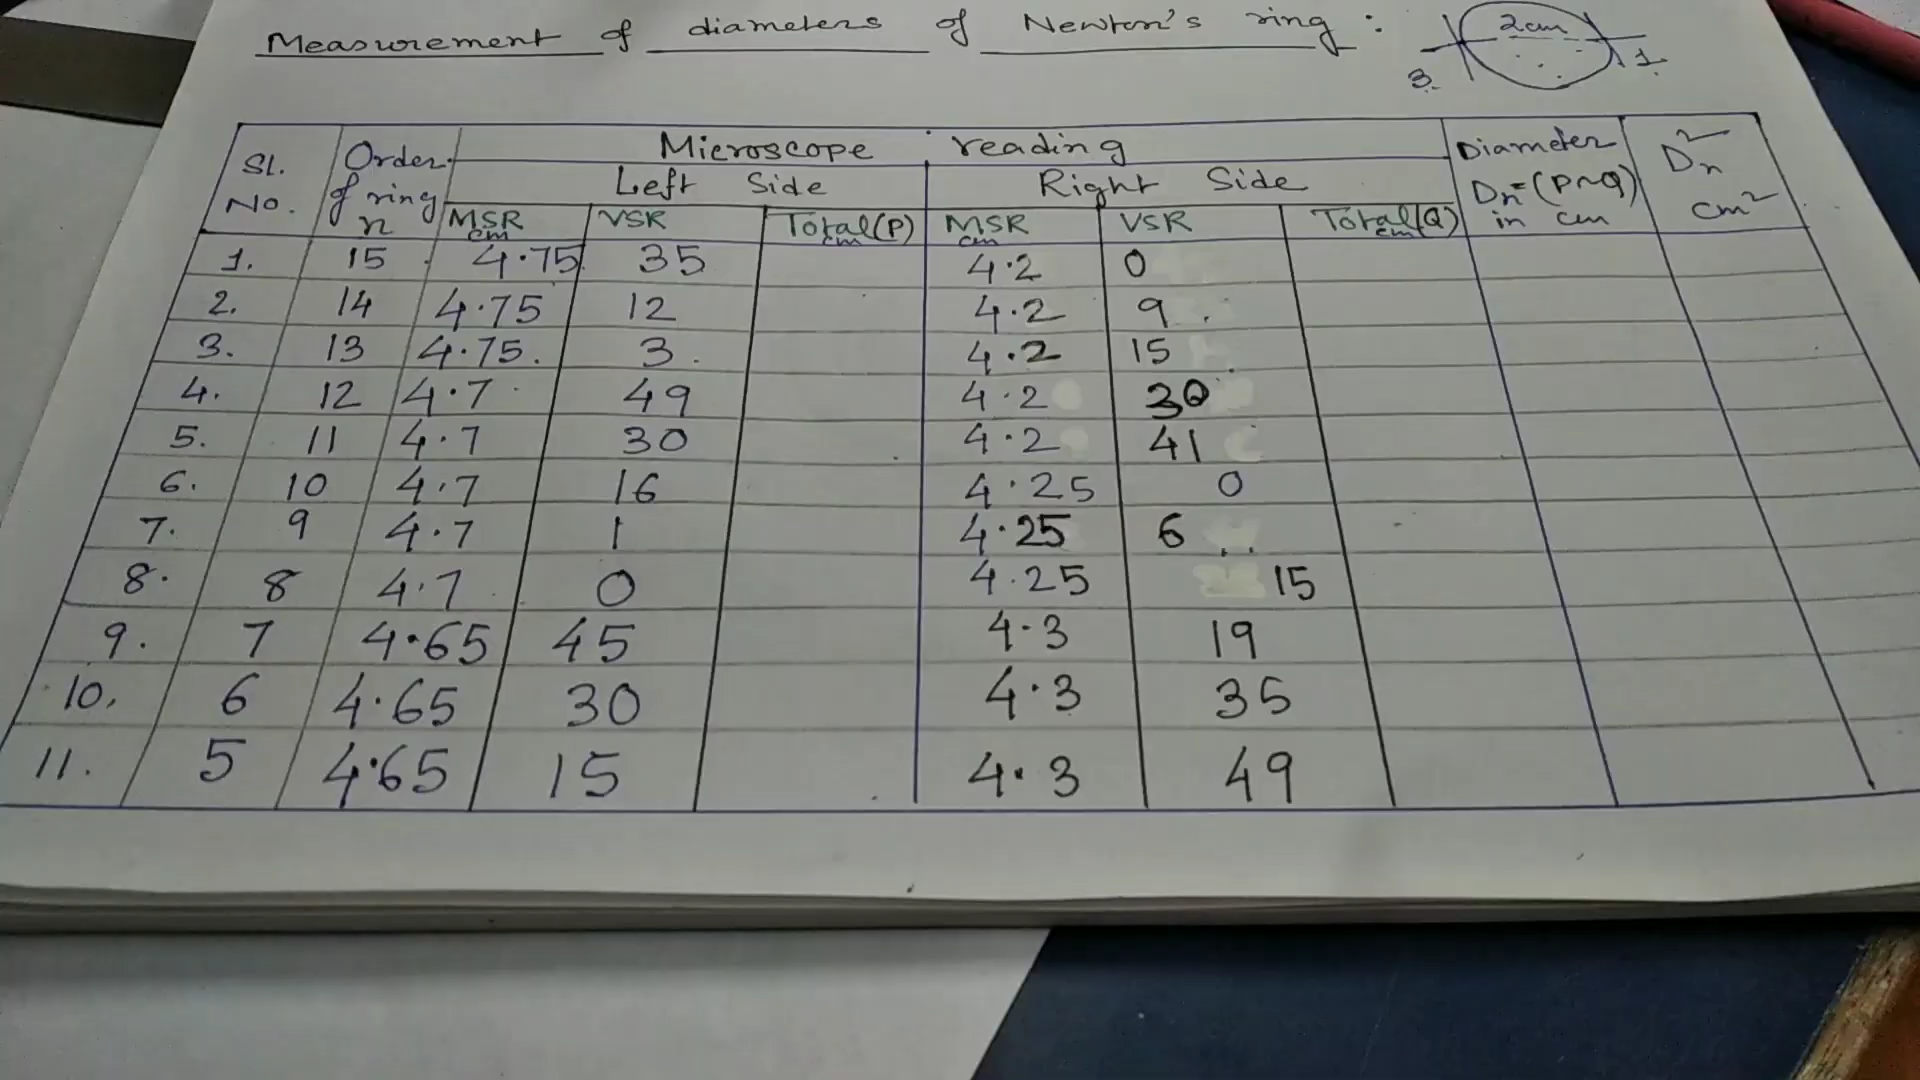 Measurement of diameters of Newton's ring :
2cm
3. 1.
Sl. No. Order of ring n Microscope reading Diameter Dn=(P~Q) in cm Dn² cm²
Left Side Right Side
MSR cm VSR Total(P) cm MSR cm VSR Total(Q) cm
1. 15 4.75 35 4.2 0
2. 14 4.75 12 4.2 9
3. 13 4.75 3 4.2 15
4. 12 4.7 49 4.2 30
5. 11 4.7 30 4.2 41
6. 10 4.7 16 4.25 0
7. 9 4.7 1 4.25 6
8. 8 4.7 0 4.25 15
9. 7 4.65 45 4.3 19
10. 6 4.65 30 4.3 35
11. 5 4.65 15 4.3 49